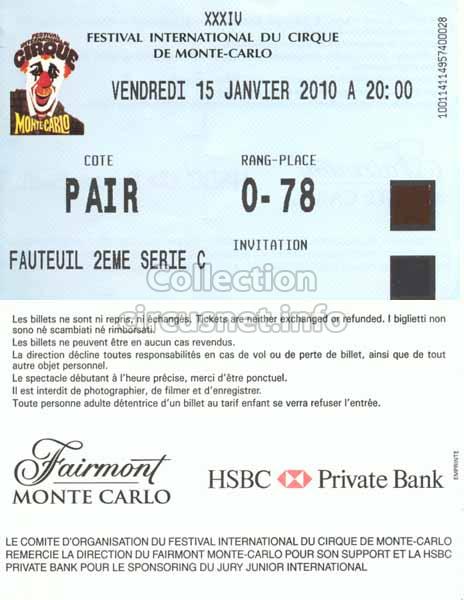 XXXIV
FESTIVAL INTERNATIONAL DU CIRQUE
DE MONTE-CARLO
FESTIVAL
CIRQUE
MONTE CARLO
VENDREDI 15 JANVIER 2010 A 20:00
10011411495740028
COTE RANG-PLACE
PAIR O-78
INVITATION
FAUTEUIL 2EME SERIE C
Collection
circusnet.info
Les billets ne sont ni repris, ni échangés. Tickets are neither exchanged or refunded. I biglietti non
sono né scambiati né rimborsati.
Les billets ne peuvent être en aucun cas revendus.
La direction décline toutes responsabilités en cas de vol ou de perte de billet, ainsi que de tout
autre objet personnel.
Le spectacle débutant à l'heure précise, merci d'être ponctuel.
Il est interdit de photographier, de filmer et d'enregistrer.
Toute personne adulte détentrice d'un billet au tarif enfant se verra refuser l'entrée.
Fairmont
MONTE CARLO
HSBC Private Bank
EMPRINTE
LE COMITE D'ORGANISATION DU FESTIVAL INTERNATIONAL DU CIRQUE DE MONTE-CARLO
REMERCIE LA DIRECTION DU FAIRMONT MONTE-CARLO POUR SON SUPPORT ET LA HSBC
PRIVATE BANK POUR LE SPONSORING DU JURY JUNIOR INTERNATIONAL